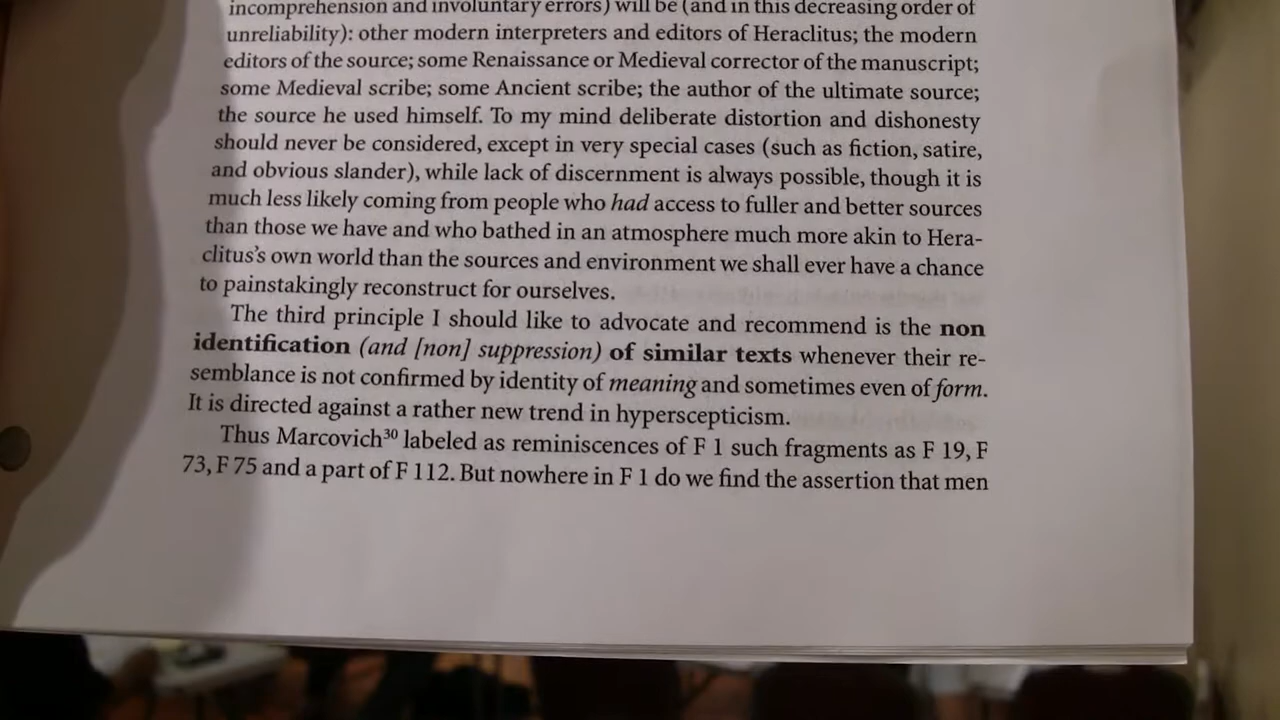 incomprehension and involuntary errors) will be (and in this decreasing order of
unreliability): other modern interpreters and editors of Heraclitus; the modern
editors of the source; some Renaissance or Medieval corrector of the manuscript;
some Medieval scribe; some Ancient scribe; the author of the ultimate source;
the source he used himself. To my mind deliberate distortion and dishonesty
should never be considered, except in very special cases (such as fiction, satire,
and obvious slander), while lack of discernment is always possible, though it is
much less likely coming from people who had access to fuller and better sources
than those we have and who bathed in an atmosphere much more akin to Hera-
clitus's own world than the sources and environment we shall ever have a chance
to painstakingly reconstruct for ourselves.
The third principle I should like to advocate and recommend is the non
identification (and [non] suppression) of similar texts whenever their re-
semblance is not confirmed by identity of meaning and sometimes even of form.
It is directed against a rather new trend in hyperscepticism.
Thus Marcovich³⁰ labeled as reminiscences of F 1 such fragments as F 19, F
73, F 75 and a part of F 112. But nowhere in F 1 do we find the assertion that men